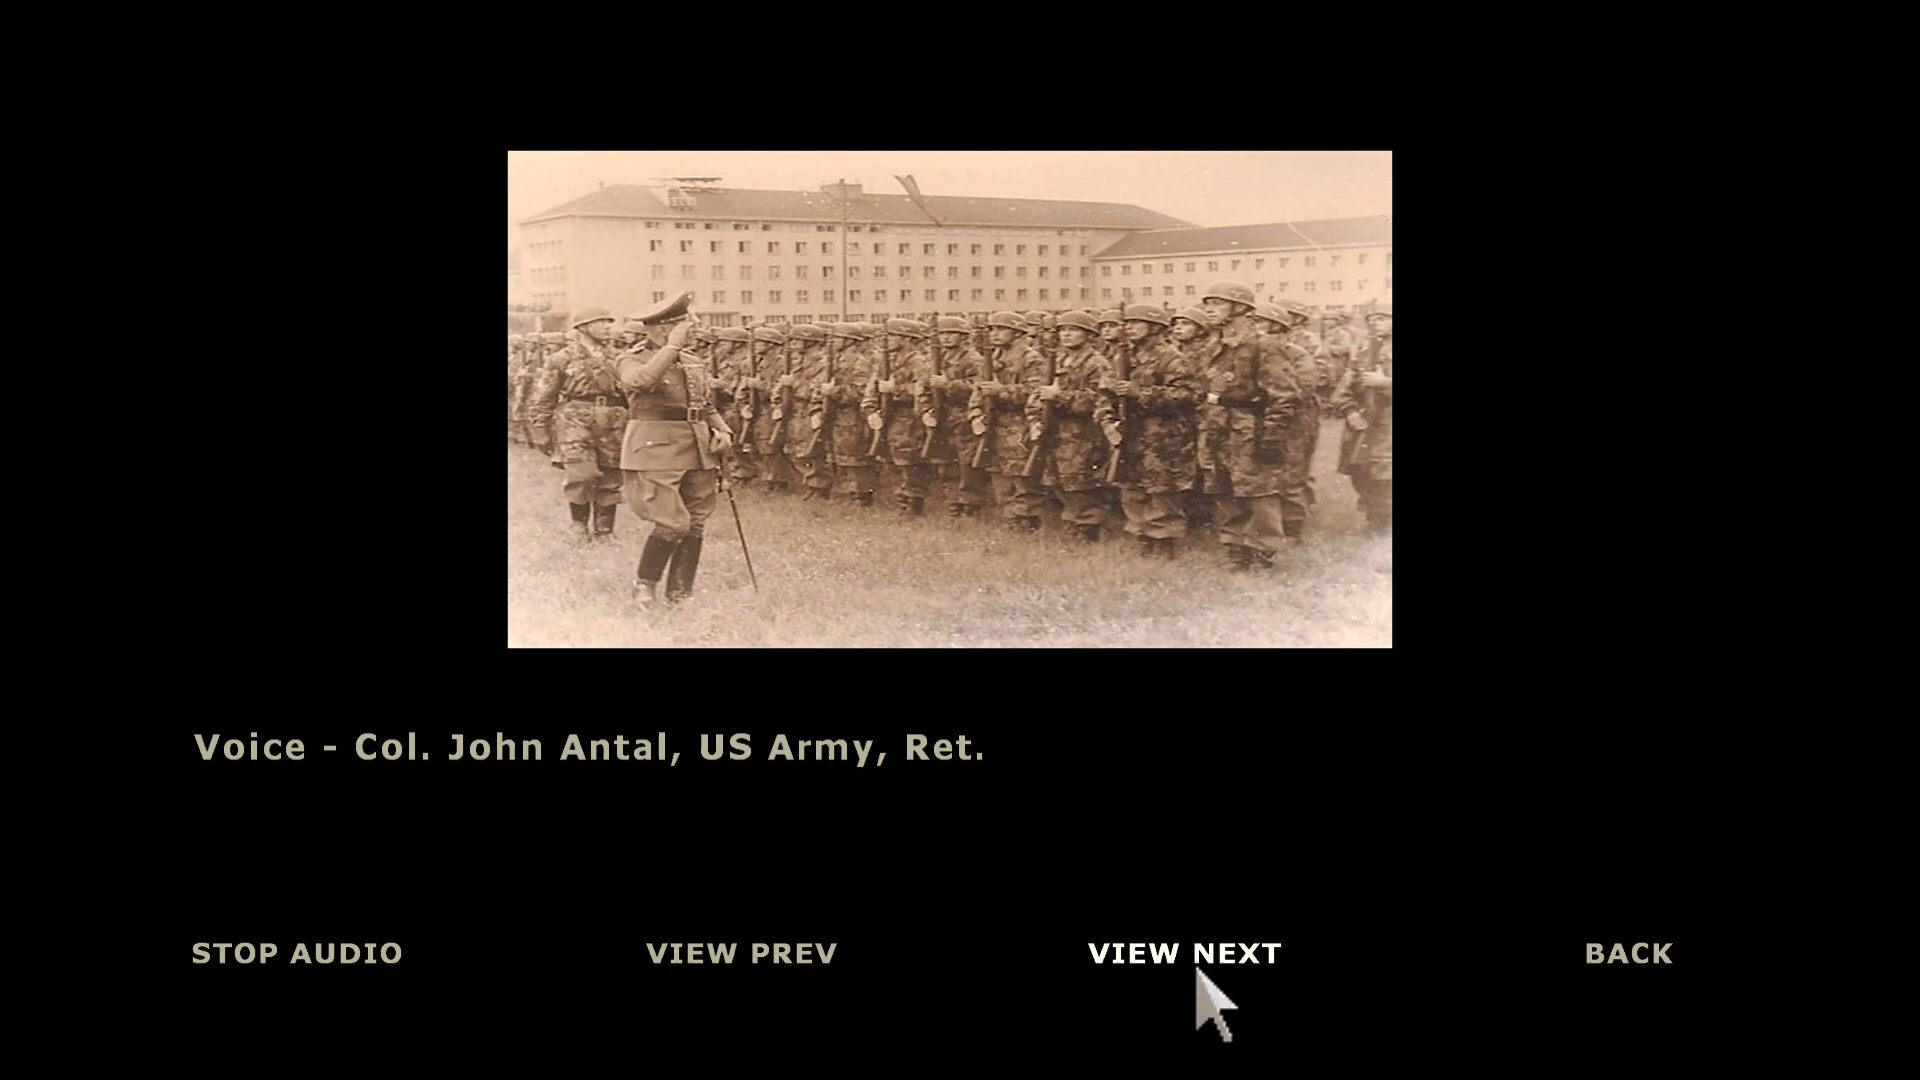 Voice - Col. John Antal, US Army, Ret.
STOP AUDIO VIEW PREV VIEW NEXT BACK